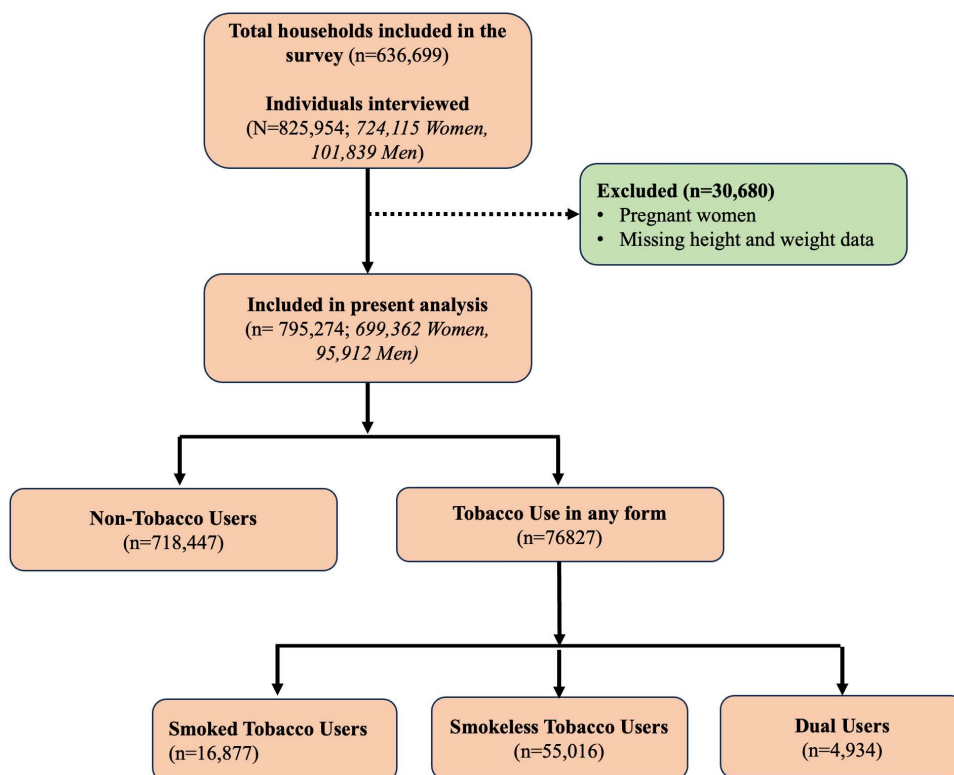 Total households included in the
survey (n=636,699)
Individuals interviewed
(N=825,954; 724,115 Women,
101,839 Men)
Excluded (n=30,680)
• Pregnant women
• Missing height and weight data
Included in present analysis
(n= 795,274; 699,362 Women,
95,912 Men)
Non-Tobacco Users
(n=718,447)
Tobacco Use in any form
(n=76827)
Smoked Tobacco Users
(n=16,877)
Smokeless Tobacco Users
(n=55,016)
Dual Users
(n=4,934)